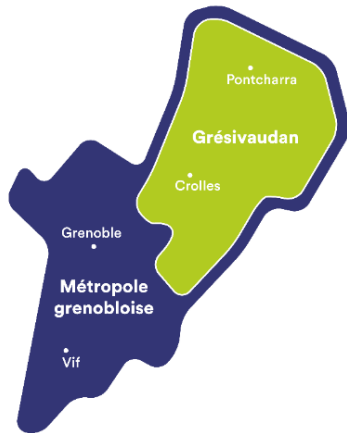 Pontcharra
Grésivaudan
Crolles
Grenoble
Métropole
grenobloise
Vif